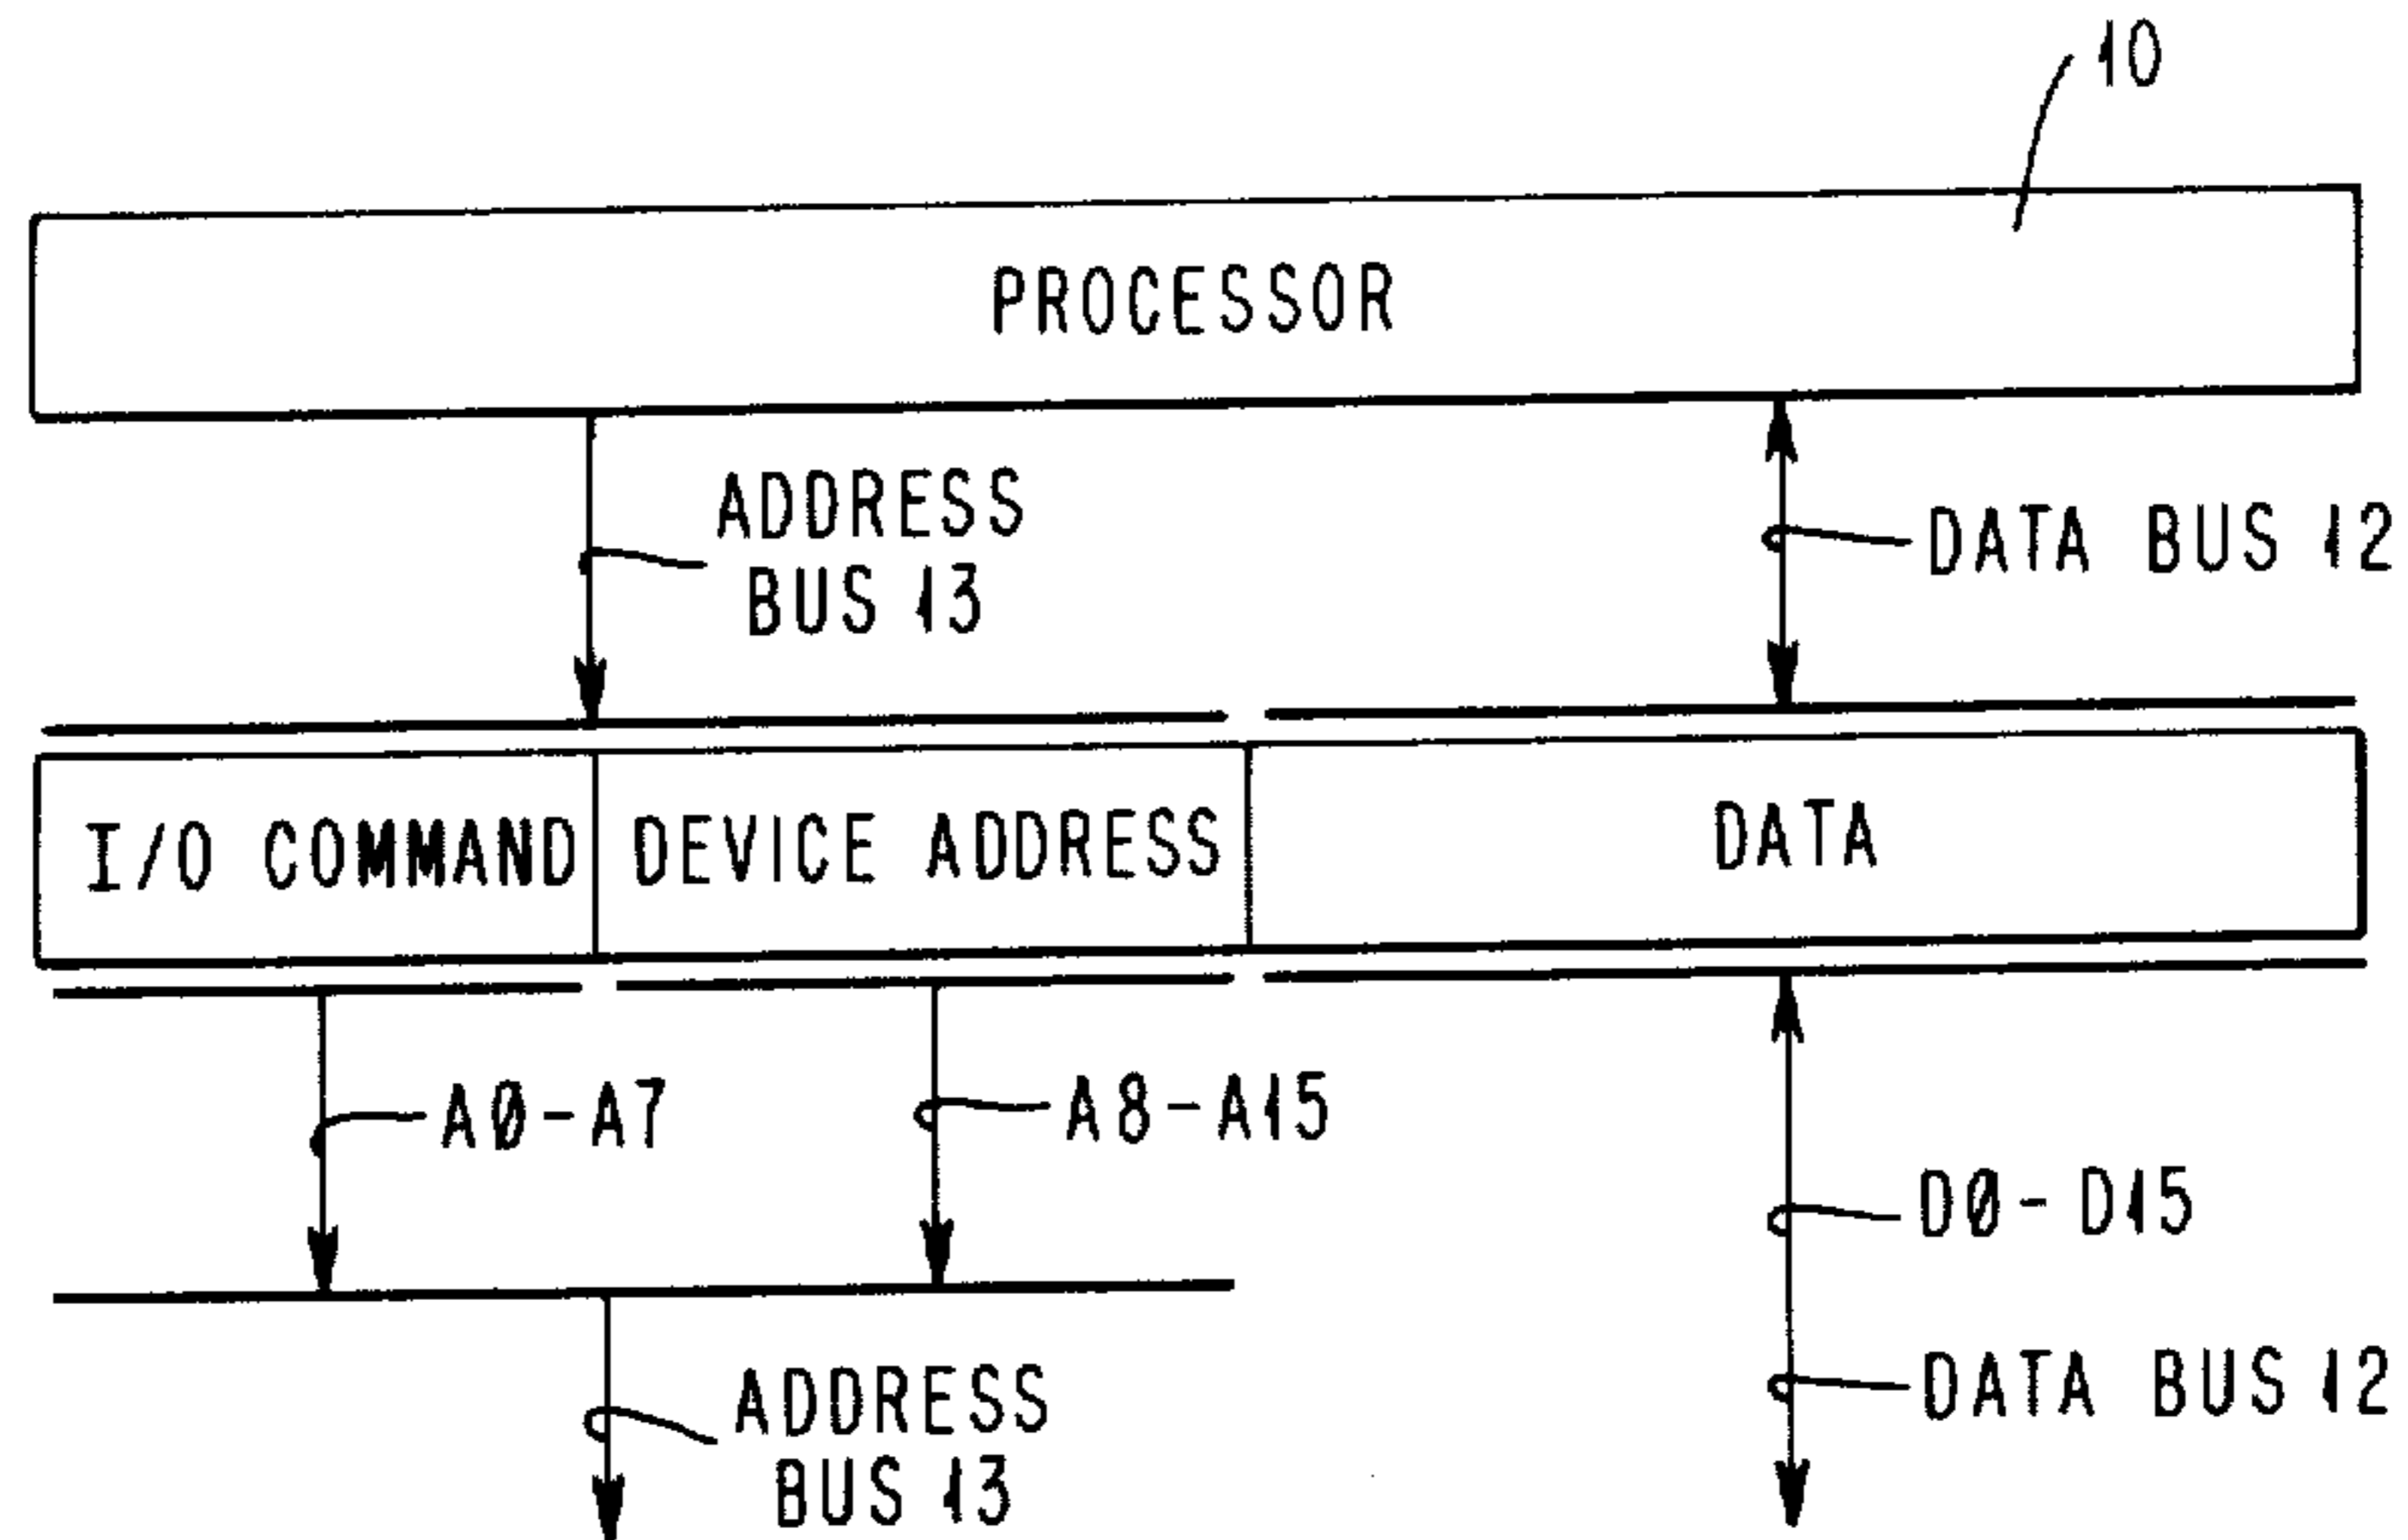 10
PROCESSOR
ADDRESS
BUS 13
DATA BUS 12
I/O COMMAND
DEVICE ADDRESS
DATA
A0-A7
A8-A15
D0-D15
DATA BUS 12
ADDRESS
BUS 13